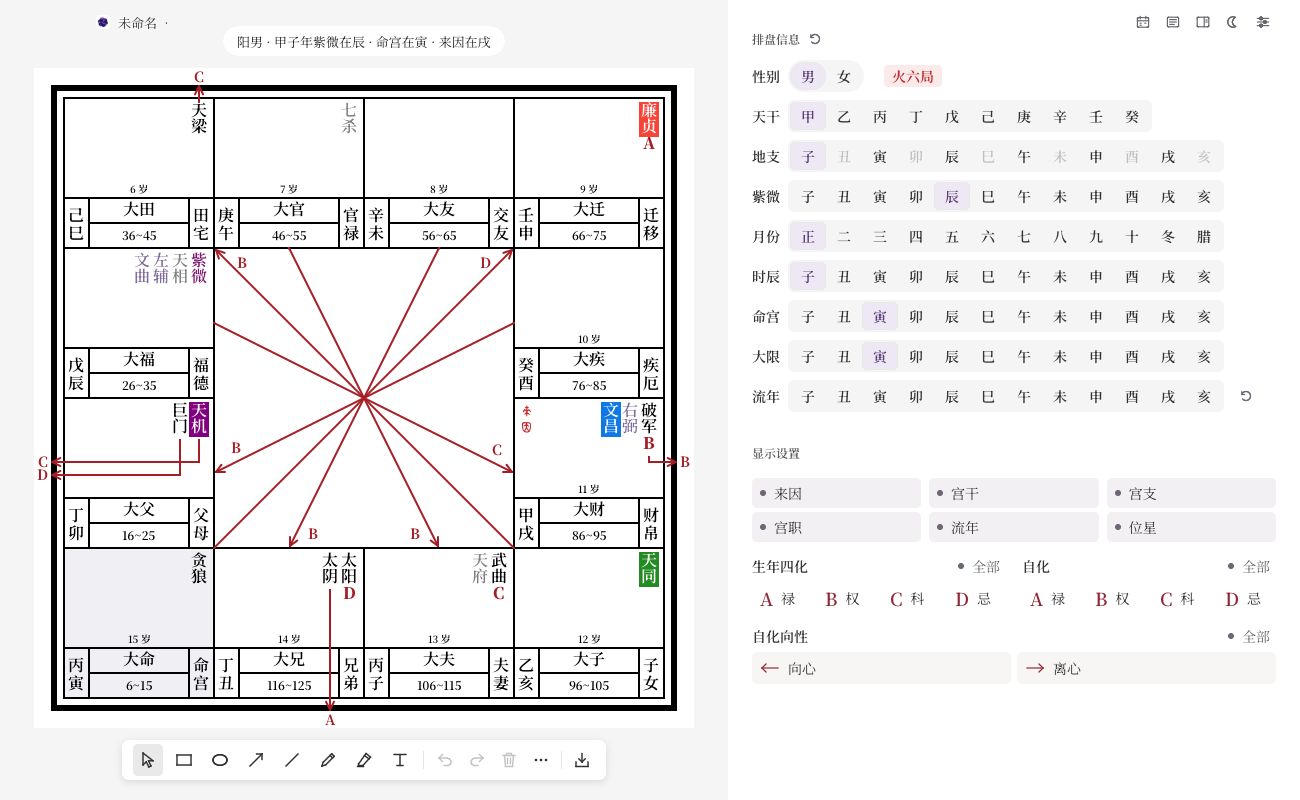 未命名 ·
阳男 · 甲子年紫微在辰 · 命宫在寅 · 来因在戌
C
天梁
6 岁
己巳
大田
36~45
田宅
七杀
7 岁
庚午
大官
46~55
官禄
8 岁
辛未
大友
56~65
交友
廉贞
A
9 岁
壬申
大迁
66~75
迁移
文曲
左辅
天相
紫微
戊辰
大福
26~35
福德
B
D
10 岁
癸酉
大疾
76~85
疾厄
巨门
天机
C
D
丁卯
大父
16~25
父母
B
C
B
B
文昌
右弼
破军
B
B
11 岁
甲戌
大财
86~95
财帛
贪狼
15 岁
丙寅
大命
6~15
命宫
太阴
太阳
D
14 岁
丁丑
大兄
116~125
兄弟
A
天府
武曲
C
13 岁
丙子
大夫
106~115
夫妻
天同
12 岁
乙亥
大子
96~105
子女
排盘信息
性别 男 女 火六局
天干 甲 乙 丙 丁 戊 己 庚 辛 壬 癸
地支 子 丑 寅 卯 辰 巳 午 未 申 酉 戌 亥
紫微 子 丑 寅 卯 辰 巳 午 未 申 酉 戌 亥
月份 正 二 三 四 五 六 七 八 九 十 冬 腊
时辰 子 丑 寅 卯 辰 巳 午 未 申 酉 戌 亥
命宫 子 丑 寅 卯 辰 巳 午 未 申 酉 戌 亥
大限 子 丑 寅 卯 辰 巳 午 未 申 酉 戌 亥
流年 子 丑 寅 卯 辰 巳 午 未 申 酉 戌 亥
显示设置
来因 宫干 宫支
宫职 流年 位星
生年四化 全部 自化 全部
A 禄 B 权 C 科 D 忌 A 禄 B 权 C 科 D 忌
自化向性 全部
向心 离心